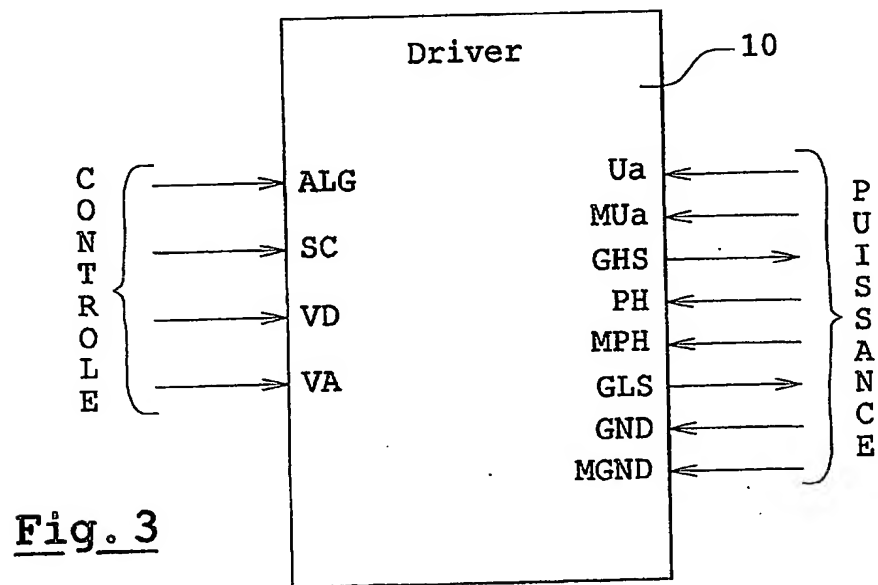 Driver
10
CONTROLE
ALG
SC
VD
VA
Ua
MUa
GHS
PH
MPH
GLS
GND
MGND
PUISSANCE
Fig. 3